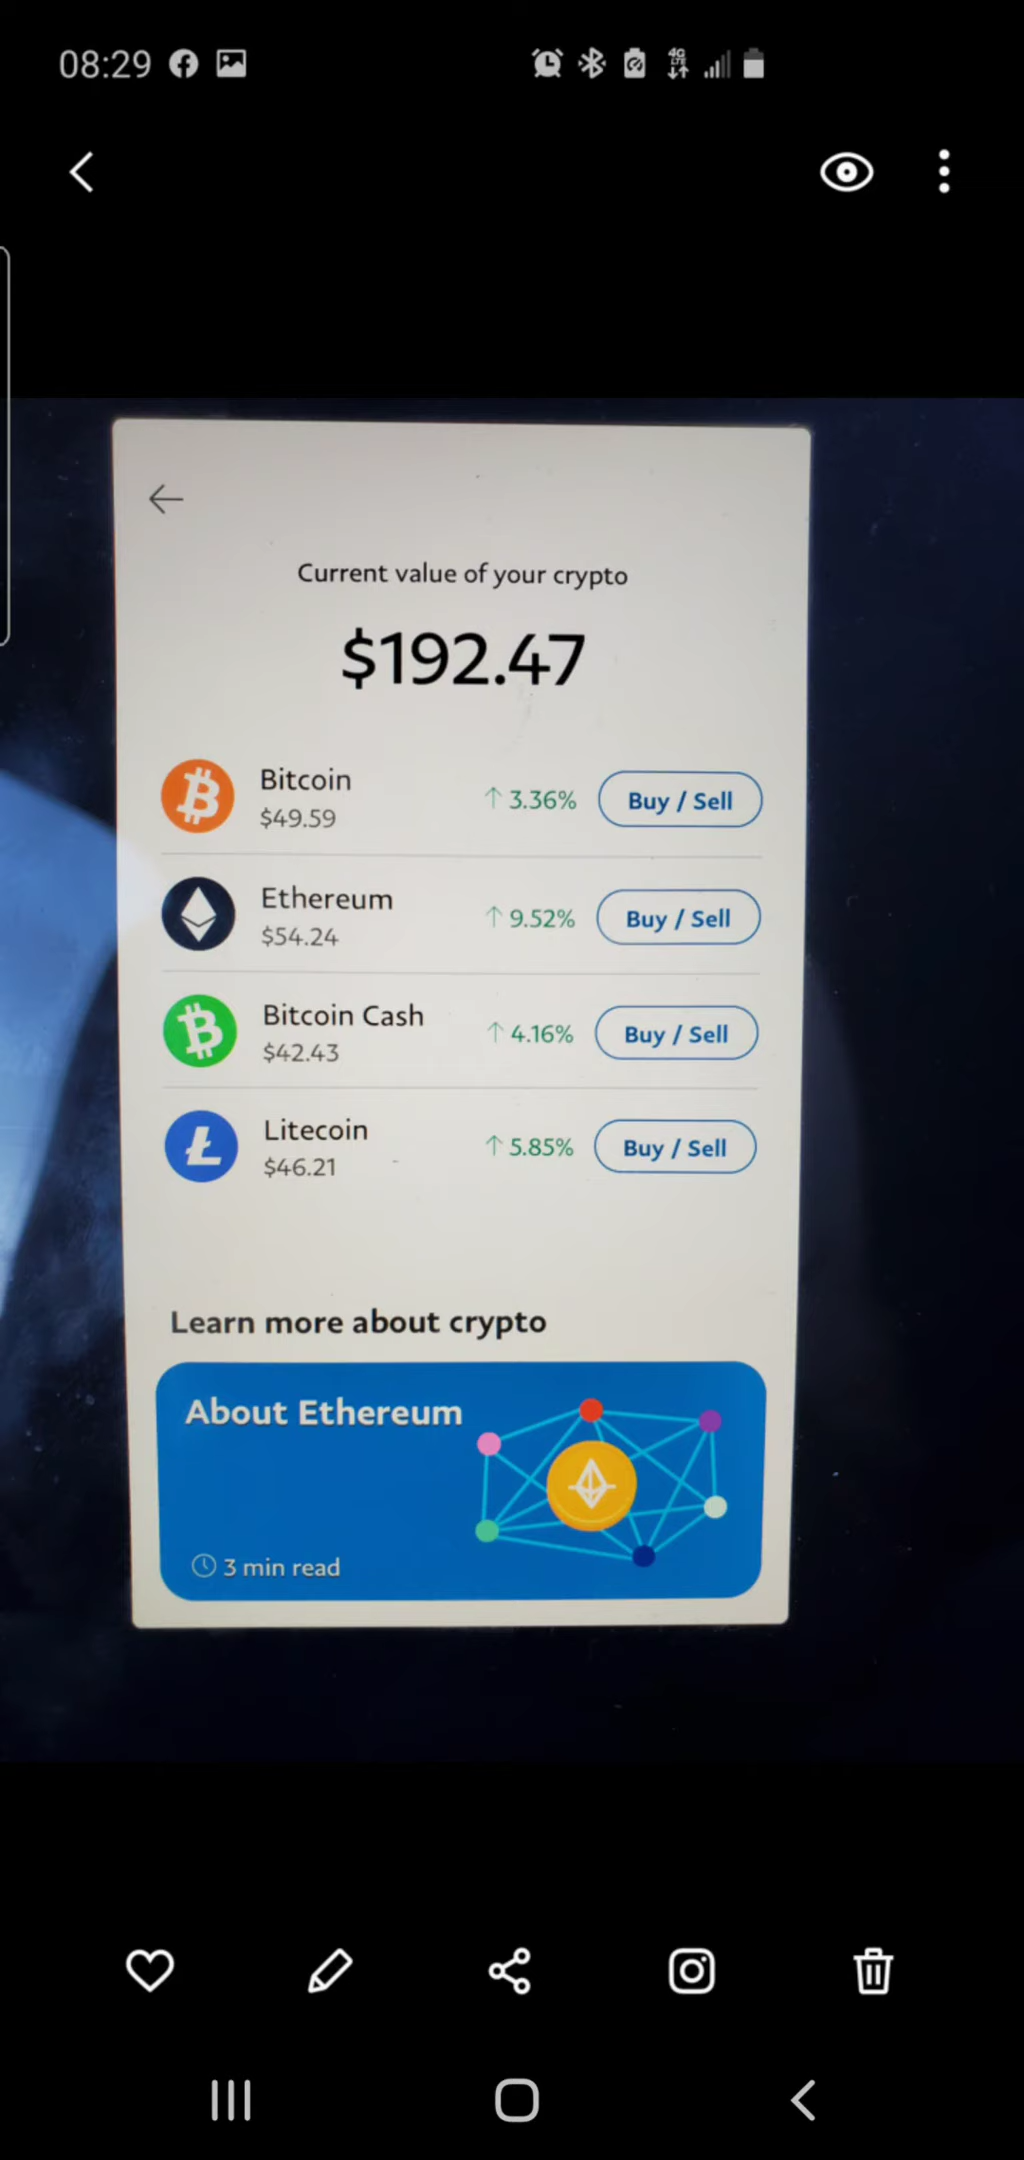 08:29
4G
LTE
Current value of your crypto
$192.47
Bitcoin
$49.59
↑ 3.36%
Buy / Sell
Ethereum
$54.24
↑ 9.52%
Buy / Sell
Bitcoin Cash
$42.43
↑ 4.16%
Buy / Sell
Litecoin
$46.21
↑ 5.85%
Buy / Sell
Learn more about crypto
About Ethereum
3 min read